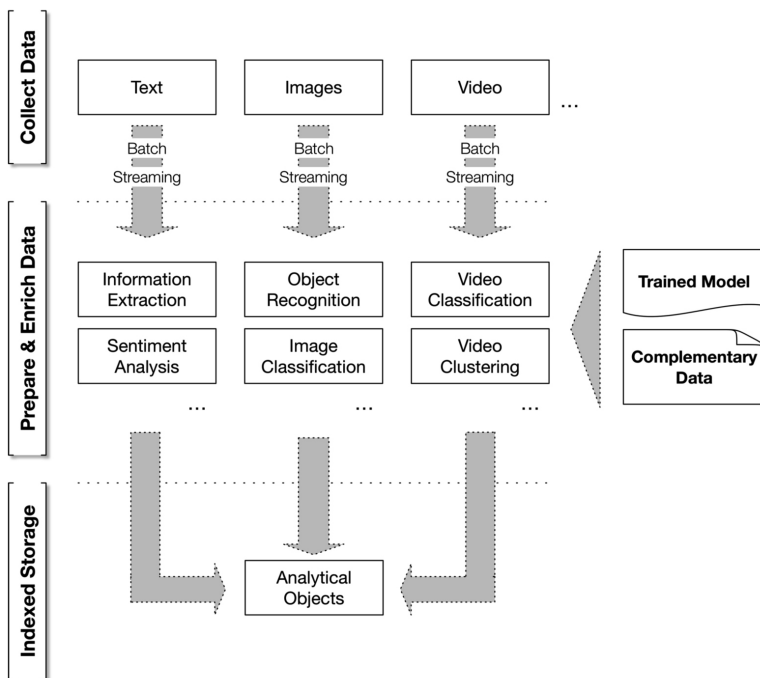 Collect Data
Text
Images
Video
...
Batch
Batch
Batch
Streaming
Streaming
Streaming
Prepare & Enrich Data
Information
Extraction
Object
Recognition
Video
Classification
Trained Model
Sentiment
Analysis
Image
Classification
Video
Clustering
Complementary
Data
...
...
...
Indexed Storage
Analytical
Objects